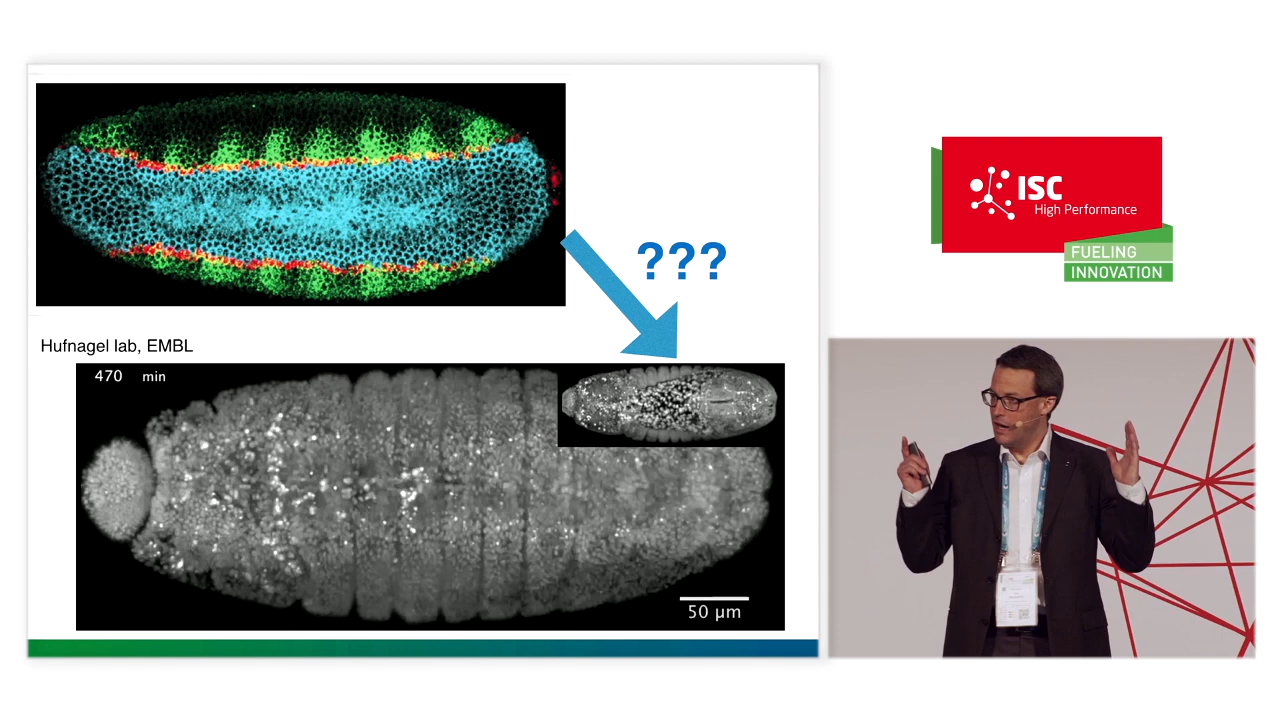 ???
Hufnagel lab, EMBL
470 min
50 µm
ISC
High Performance
FUELING
INNOVATION